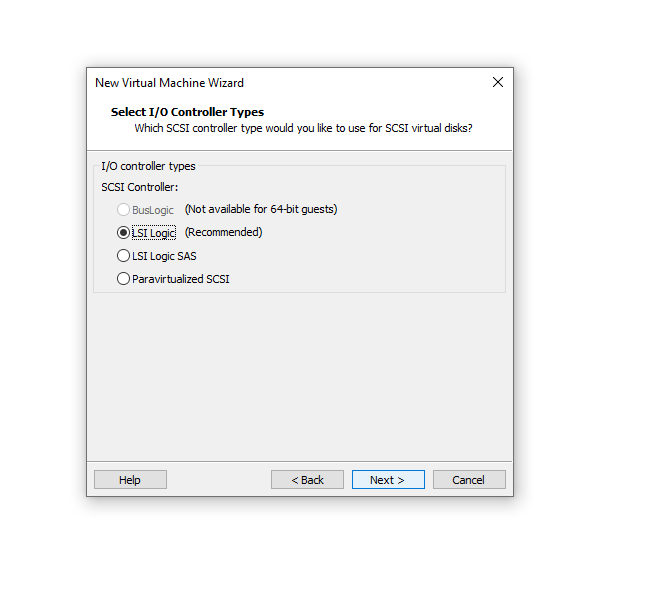 New Virtual Machine Wizard
Select I/O Controller Types
Which SCSI controller type would you like to use for SCSI virtual disks?
I/O controller types
SCSI Controller:
BusLogic (Not available for 64-bit guests)
LSI Logic (Recommended)
LSI Logic SAS
Paravirtualized SCSI
Help < Back Next > Cancel